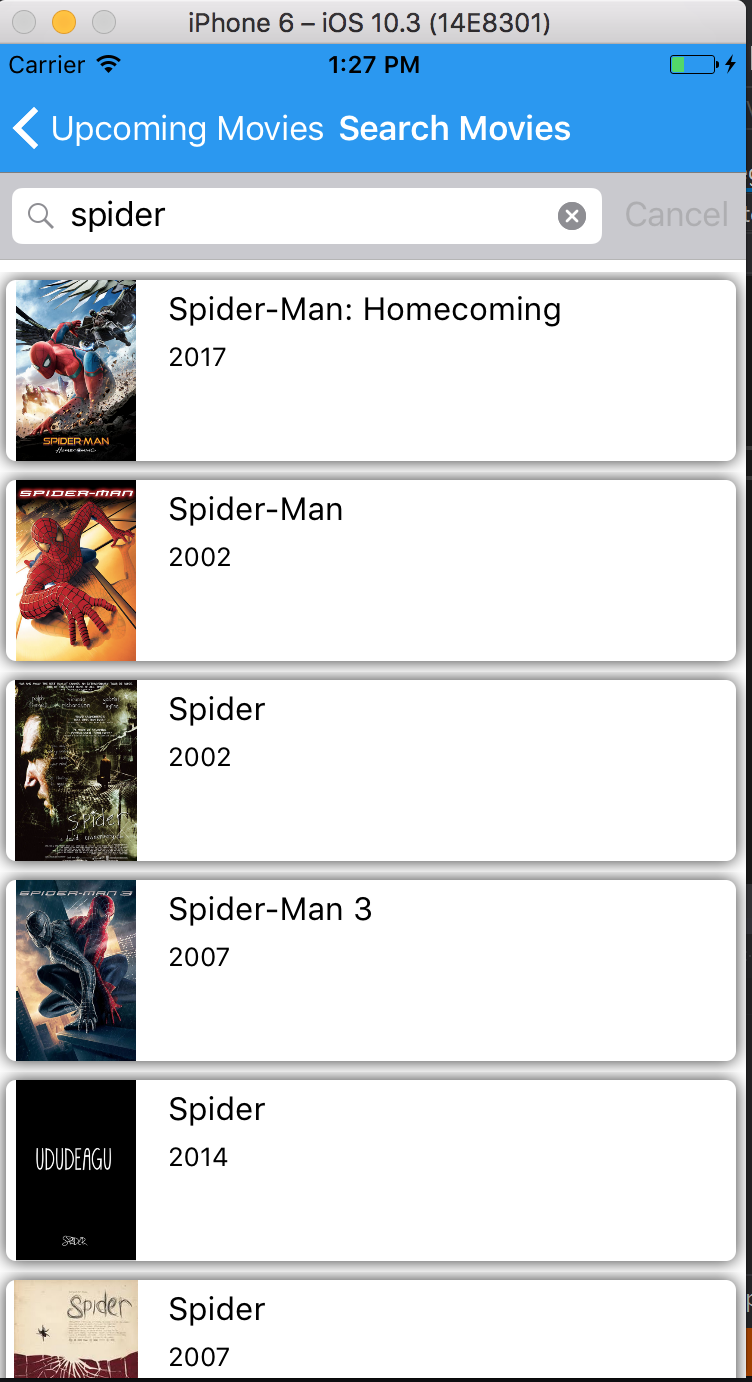 iPhone 6 – iOS 10.3 (14E8301)
Carrier 1:27 PM
Upcoming Movies Search Movies
spider Cancel
Spider-Man: Homecoming
2017
SPIDER-MAN
HOMECOMING
SPIDER-MAN
Spider-Man
2002
Spider
2002
spider
SPIDER-MAN 3
Spider-Man 3
2007
Spider
2014
UDUDEAGU
SPIDER
Spider
Spider
2007